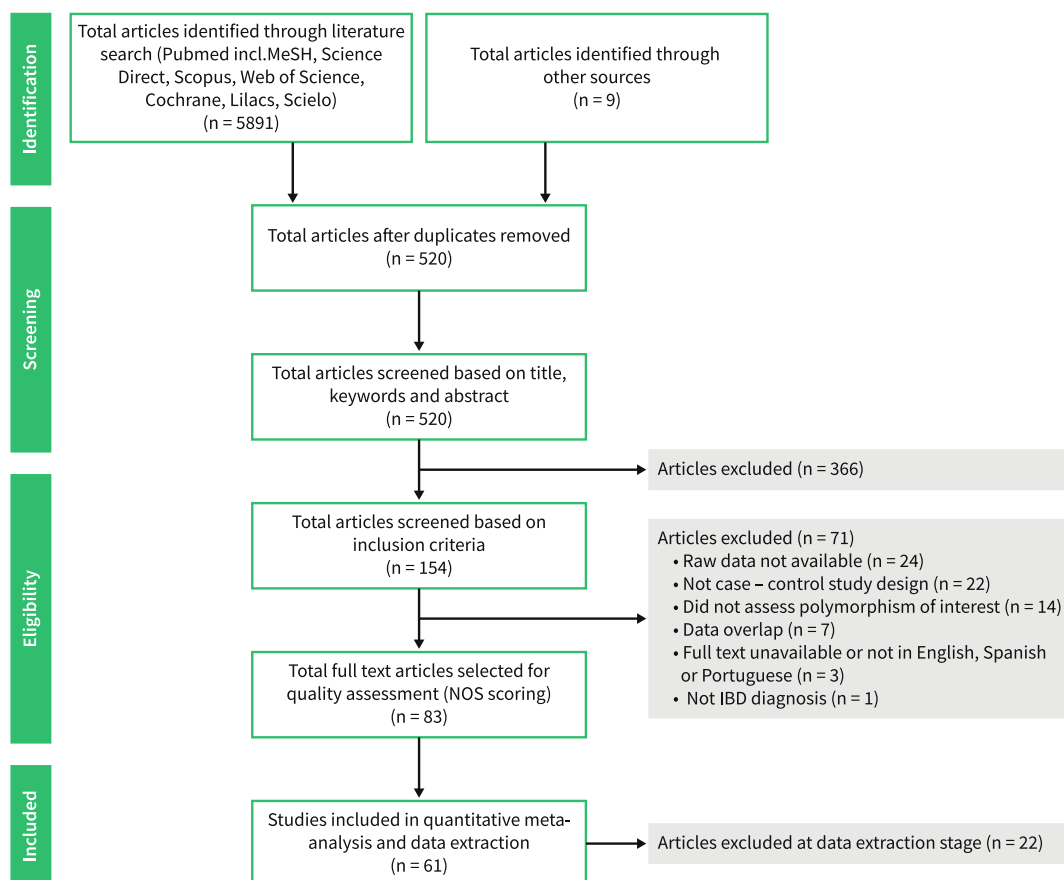 Identification
Total articles identified through literature
search (Pubmed incl.MeSH, Science
Direct, Scopus, Web of Science,
Cochrane, Lilacs, Scielo)
(n = 5891)
Total articles identified through
other sources
(n = 9)
Screening
Total articles after duplicates removed
(n = 520)
Total articles screened based on title,
keywords and abstract
(n = 520)
Articles excluded (n = 366)
Eligibility
Total articles screened based on
inclusion criteria
(n = 154)
Articles excluded (n = 71)
• Raw data not available (n = 24)
• Not case – control study design (n = 22)
• Did not assess polymorphism of interest (n = 14)
• Data overlap (n = 7)
• Full text unavailable or not in English, Spanish
or Portuguese (n = 3)
• Not IBD diagnosis (n = 1)
Total full text articles selected for
quality assessment (NOS scoring)
(n = 83)
Included
Studies included in quantitative meta-
analysis and data extraction
(n = 61)
Articles excluded at data extraction stage (n = 22)